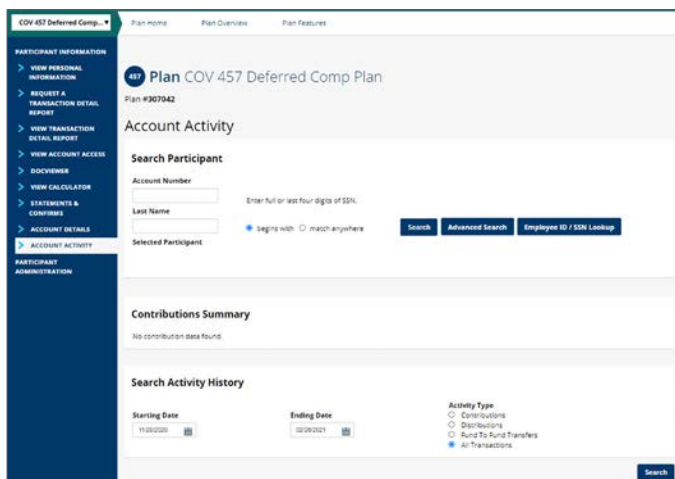 COV 457 Deferred Comp... ▼
Plan Home
Plan Overview
Plan Features
PARTICIPANT INFORMATION
VIEW PERSONAL
INFORMATION
REQUEST A
TRANSACTION DETAIL
REPORT
VIEW TRANSACTION
DETAIL REPORT
VIEW ACCOUNT ACCESS
DOCVIEWER
VIEW CALCULATOR
STATEMENTS &
CONFIRMS
ACCOUNT DETAILS
ACCOUNT ACTIVITY
PARTICIPANT
ADMINISTRATION
457 Plan COV 457 Deferred Comp Plan
Plan #307042
Account Activity
Search Participant
Account Number
Enter full or last four digits of SSN.
Last Name
begins with match anywhere
Search Advanced Search Employee ID / SSN Lookup
Selected Participant
Contributions Summary
No contribution data found.
Search Activity History
Starting Date
Ending Date
Activity Type
Contributions
Distributions
Fund To Fund Transfers
All Transactions
Search